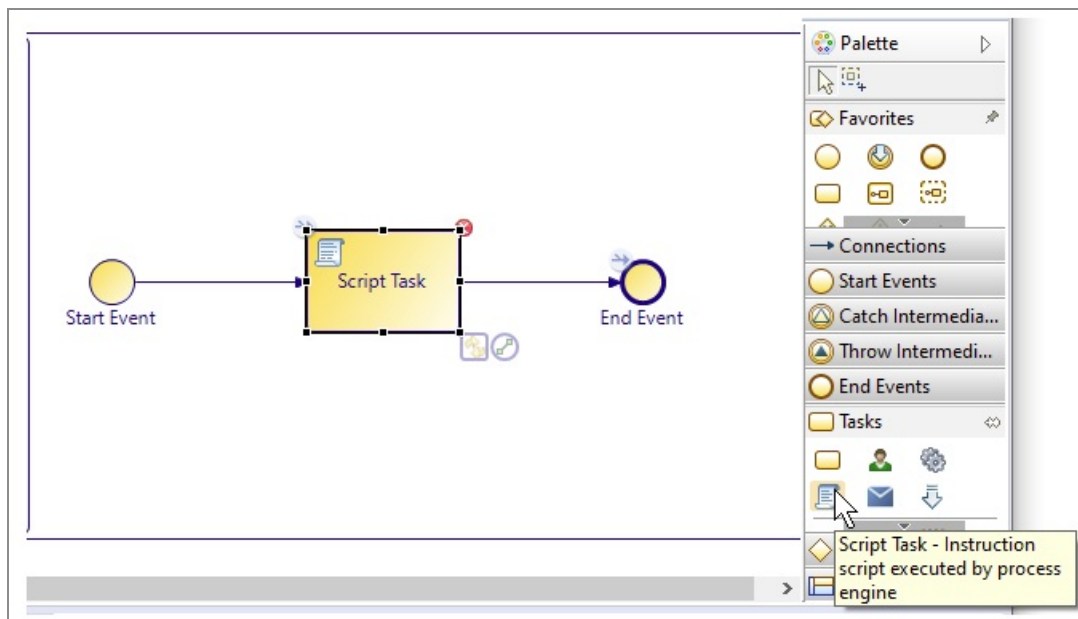 Palette
Favorites
Connections
Start Events
Catch Intermedia...
Throw Intermedi...
End Events
Tasks
Script Task - Instruction
script executed by process
engine
Script Task
Start Event
End Event